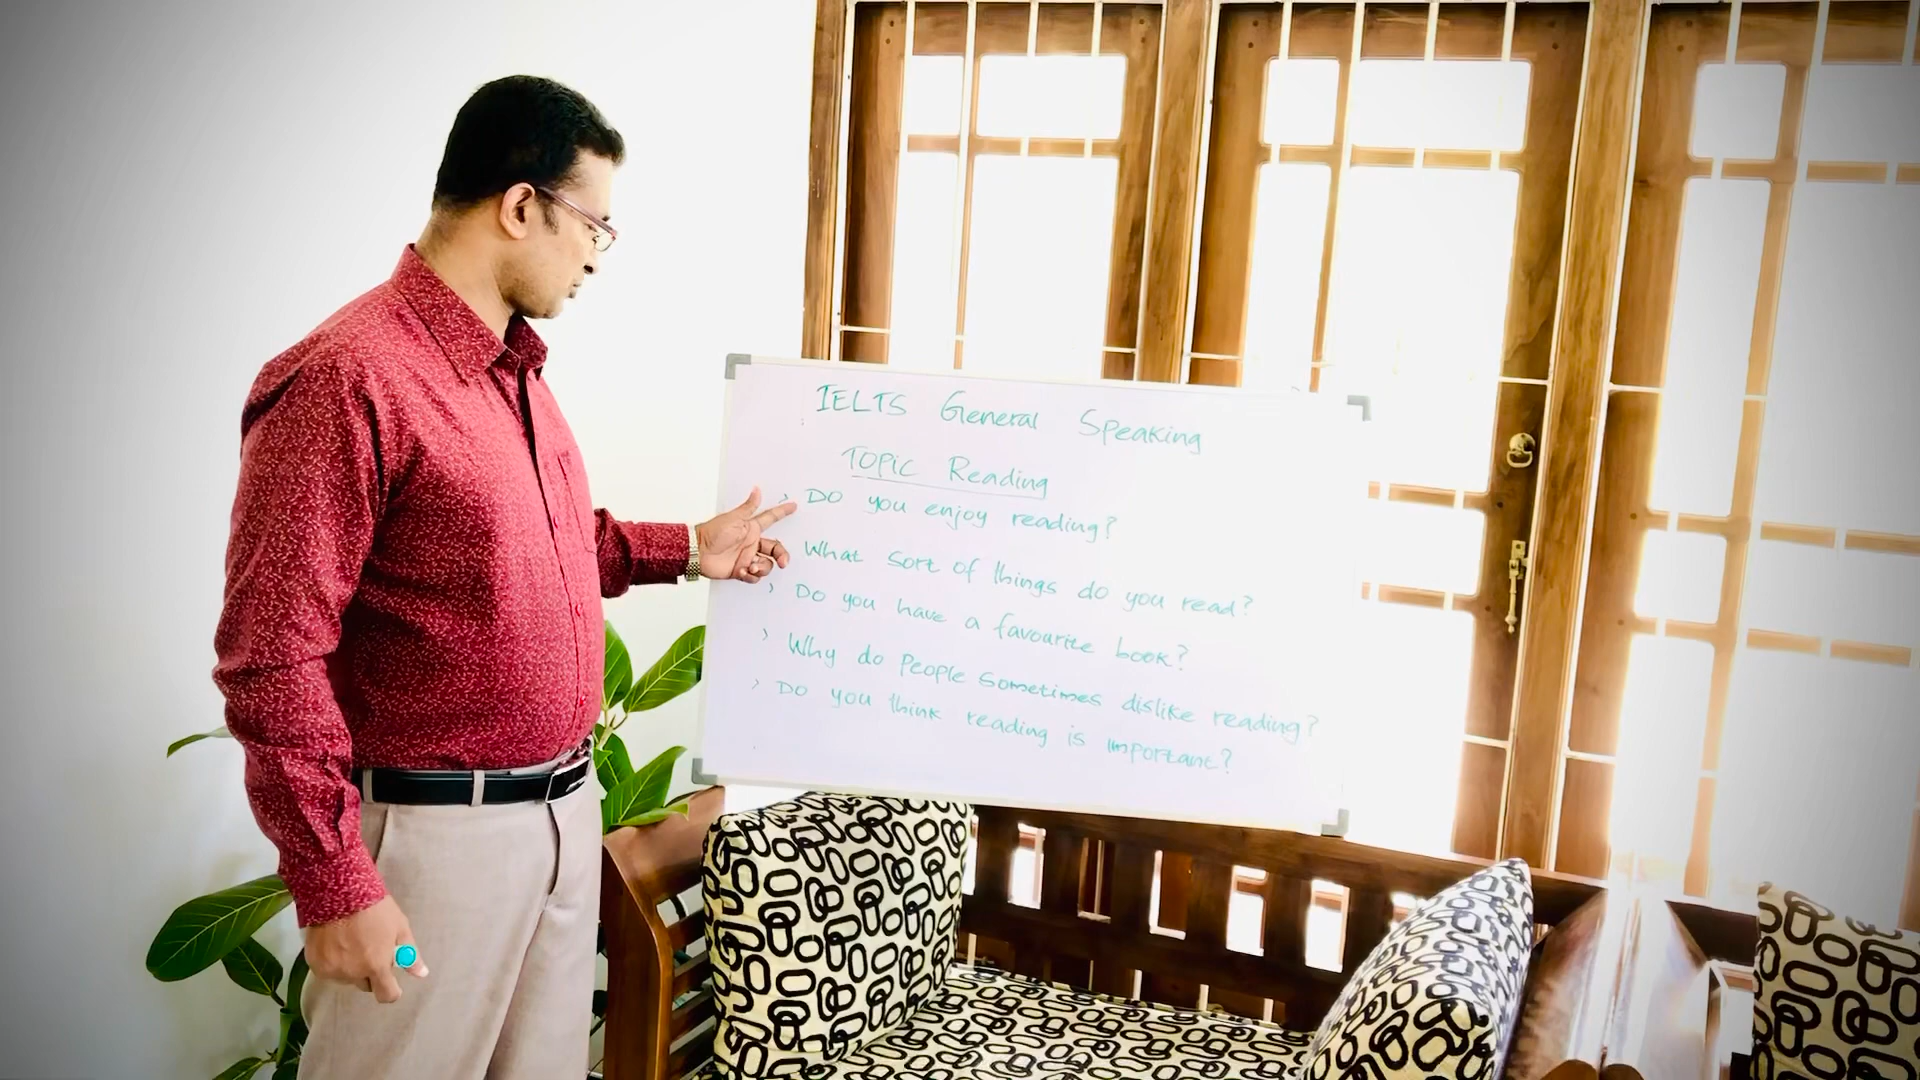 IELTS General Speaking
Topic Reading
> Do you enjoy reading?
What sort of things do you read?
> Do you have a favourite book?
> Why do people sometimes dislike reading?
> Do you think reading is important?